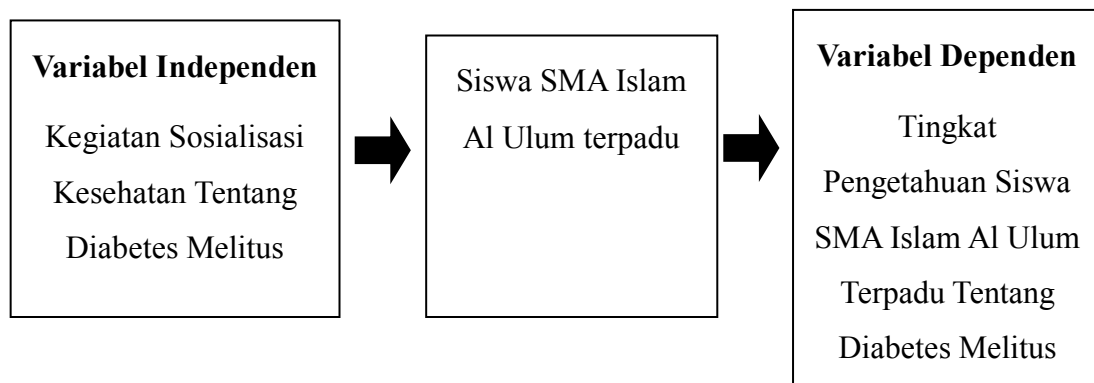 Variabel Independen
Kegiatan Sosialisasi
Kesehatan Tentang
Diabetes Melitus
Siswa SMA Islam
Al Ulum terpadu
Variabel Dependen
Tingkat
Pengetahuan Siswa
SMA Islam Al Ulum
Terpadu Tentang
Diabetes Melitus